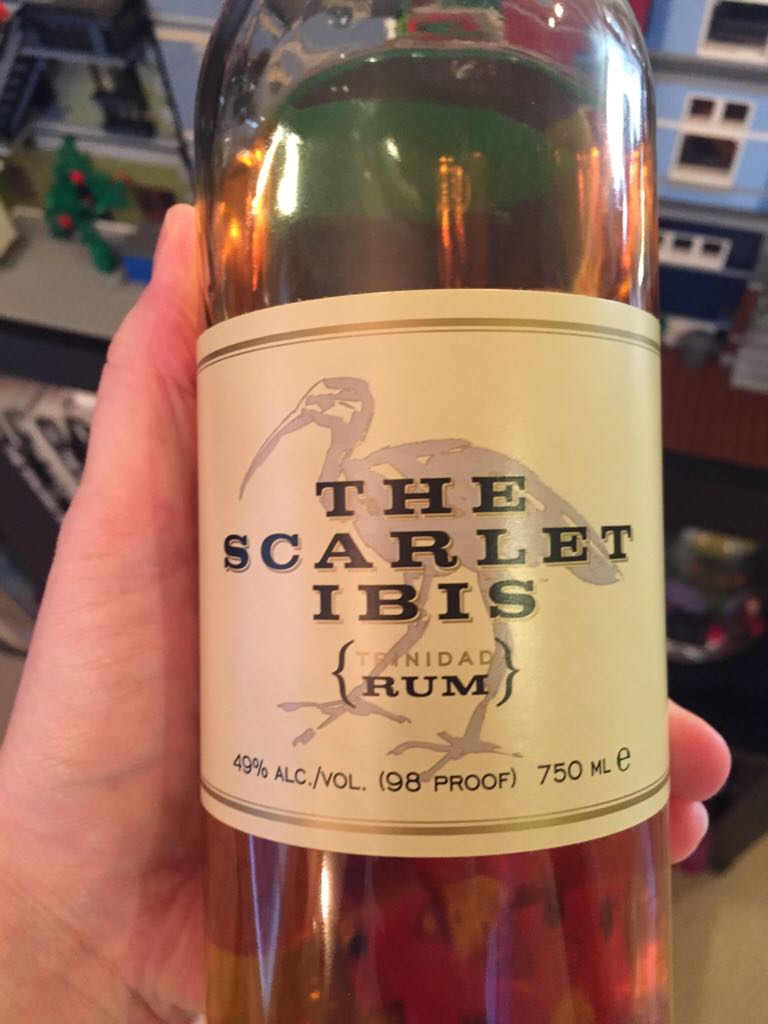 THE
SCARLET
IBIS
{TRINIDAD
RUM}
49% ALC./VOL. (98 PROOF) 750 ML e